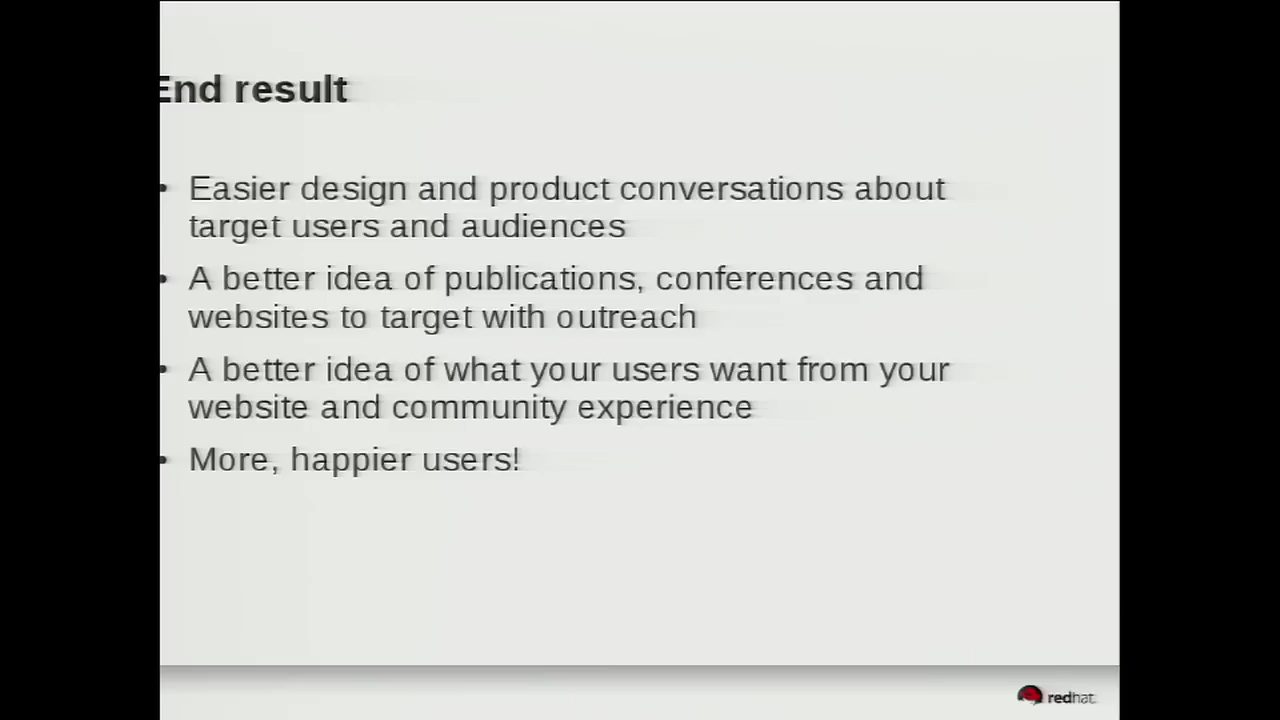 End result
• Easier design and product conversations about
target users and audiences
• A better idea of publications, conferences and
websites to target with outreach
• A better idea of what your users want from your
website and community experience
• More, happier users!
redhat